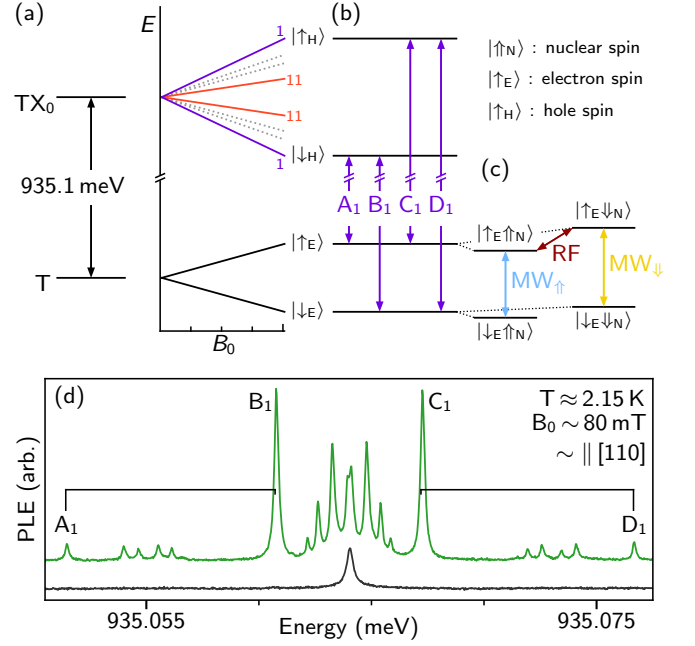 (a)
E
(b)
1
|↑H⟩
|⇑N⟩ : nuclear spin
|↑E⟩ : electron spin
|↑H⟩ : hole spin
11
TX0
11
1
|↓H⟩
935.1 meV
(c)
A1 B1 C1 D1
|↑E⇓N⟩
|↑E⟩
|↑E⇑N⟩
RF
T
MW⇑
MW⇓
|↓E⟩
|↓E⇑N⟩
|↓E⇓N⟩
B0
(d)
B1
C1
T ≈ 2.15 K
B0 ∼ 80 mT
∼ ∥ [110]
PLE (arb.)
A1
D1
935.055
935.075
Energy (meV)